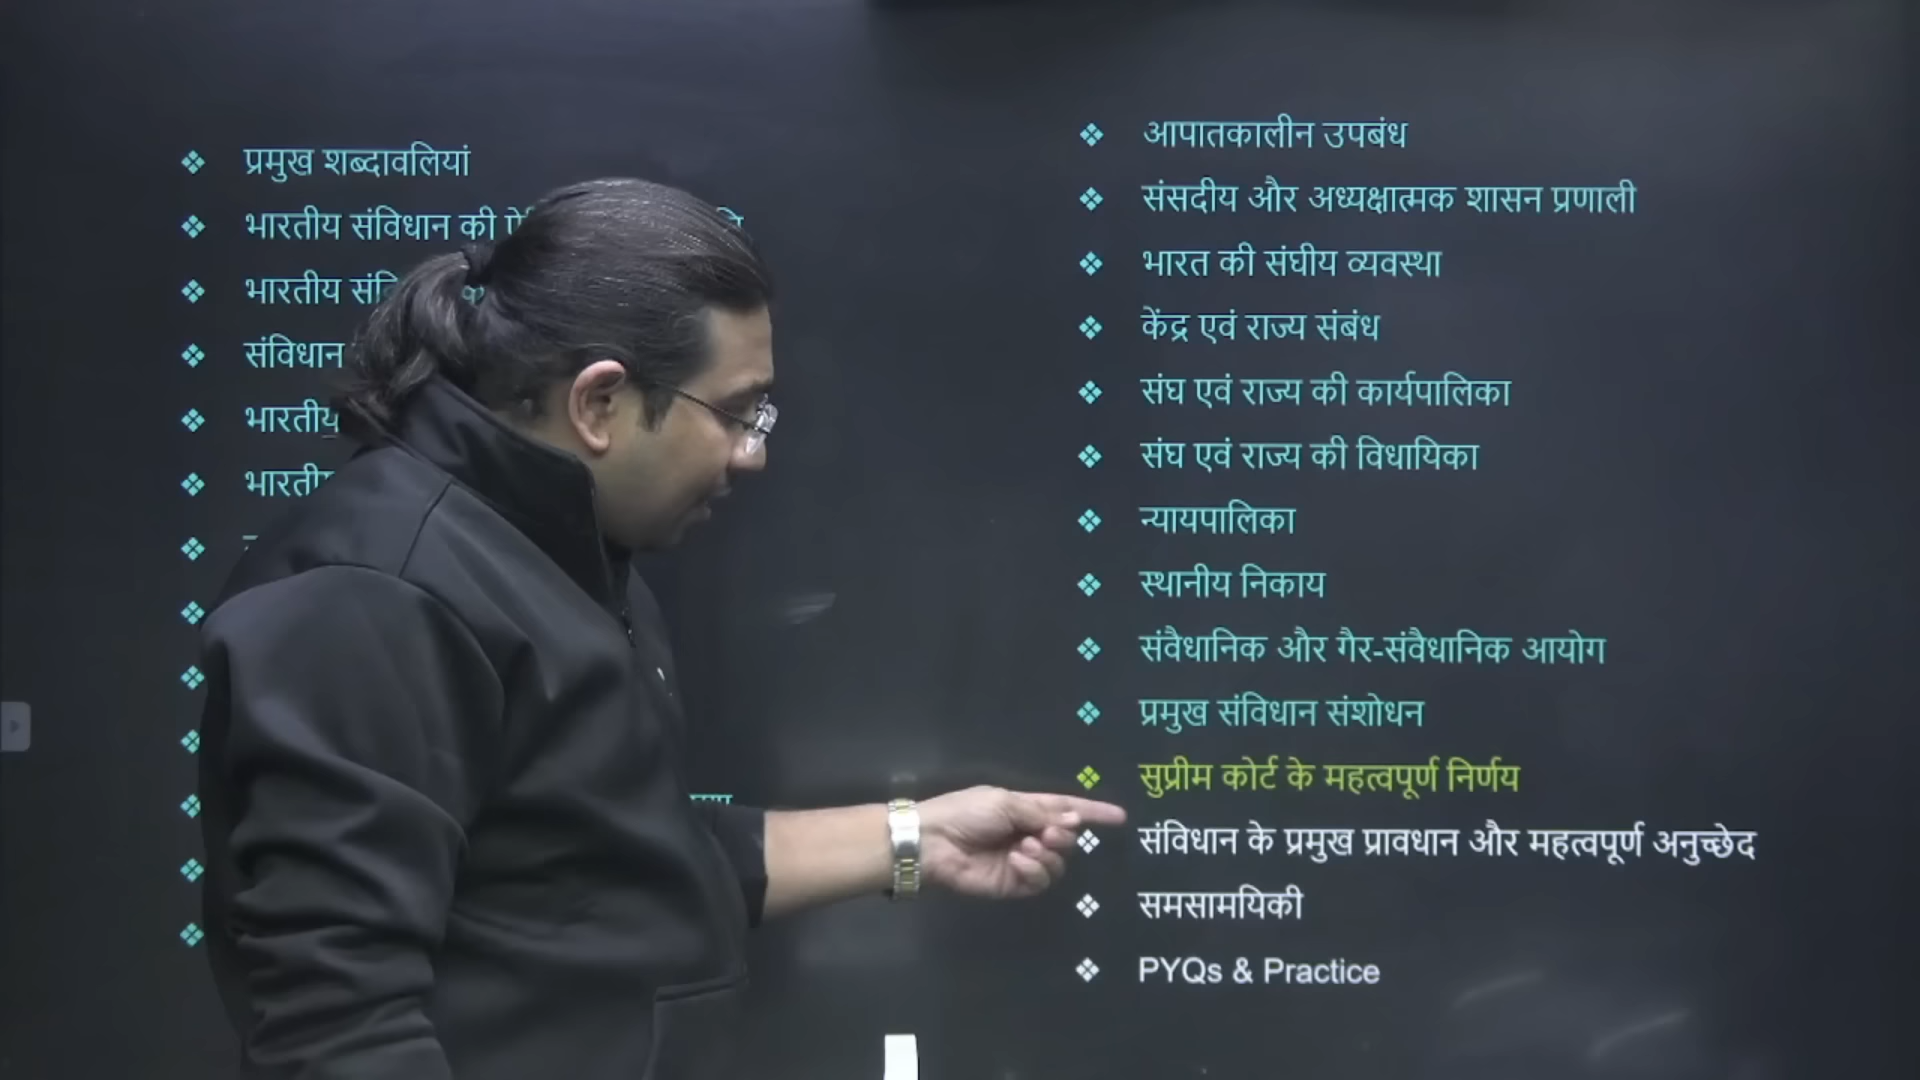 प्रमुख शब्दावलियां
भारतीय संविधान की
भारतीय
संविधान
भारतीय
आपातकालीन उपबंध
संसदीय और अध्यक्षात्मक शासन प्रणाली
भारत की संघीय व्यवस्था
केंद्र एवं राज्य संबंध
संघ एवं राज्य की कार्यपालिका
संघ एवं राज्य की विधायिका
न्यायपालिका
स्थानीय निकाय
संवैधानिक और गैर-संवैधानिक आयोग
प्रमुख संविधान संशोधन
सुप्रीम कोर्ट के महत्वपूर्ण निर्णय
संविधान के प्रमुख प्रावधान और महत्वपूर्ण अनुच्छेद
समसामयिकी
PYQs & Practice